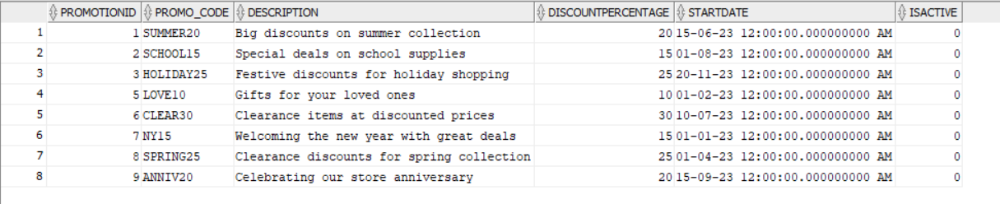 PROMOTIONID PROMO_CODE DESCRIPTION DISCOUNTPERCENTAGE STARTDATE ISACTIVE
1 1 SUMMER20 Big discounts on summer collection 20 15-06-23 12:00:00.000000000 AM 0
2 2 SCHOOL15 Special deals on school supplies 15 01-08-23 12:00:00.000000000 AM 0
3 3 HOLIDAY25 Festive discounts for holiday shopping 25 20-11-23 12:00:00.000000000 AM 0
4 5 LOVE10 Gifts for your loved ones 10 01-02-23 12:00:00.000000000 AM 0
5 6 CLEAR30 Clearance items at discounted prices 30 10-07-23 12:00:00.000000000 AM 0
6 7 NY15 Welcoming the new year with great deals 15 01-01-23 12:00:00.000000000 AM 0
7 8 SPRING25 Clearance discounts for spring collection 25 01-04-23 12:00:00.000000000 AM 0
8 9 ANNIV20 Celebrating our store anniversary 20 15-09-23 12:00:00.000000000 AM 0